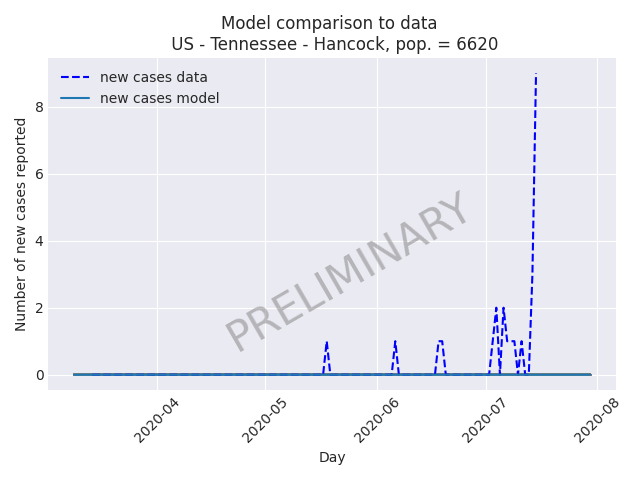 Model comparison to data
US - Tennessee - Hancock, pop. = 6620
new cases data
new cases model
Number of new cases reported
8
6
4
2
0
PRELIMINARY
2020-04
2020-05
2020-06
2020-07
2020-08
Day